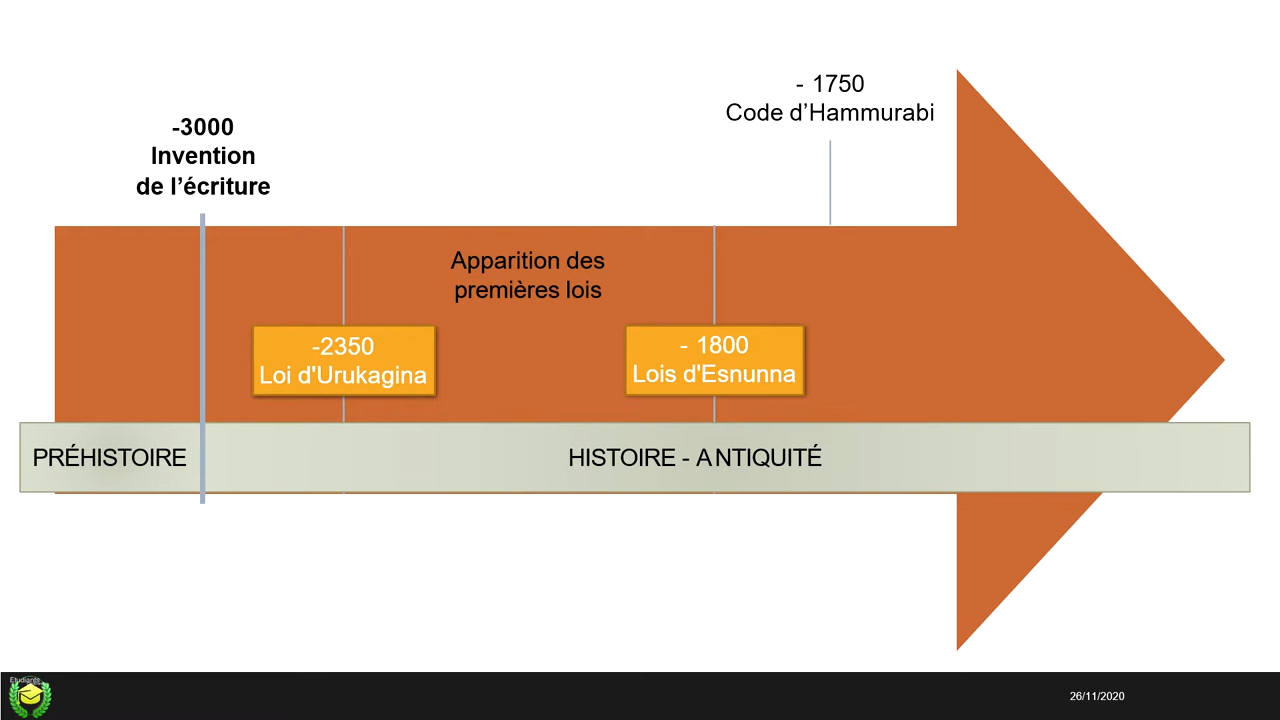 - 1750
Code d’Hammurabi
-3000
Invention
de l’écriture
Apparition des
premières lois
-2350
Loi d'Urukagina
- 1800
Lois d'Esnunna
PRÉHISTOIRE
HISTOIRE - ANTIQUITÉ
26/11/2020